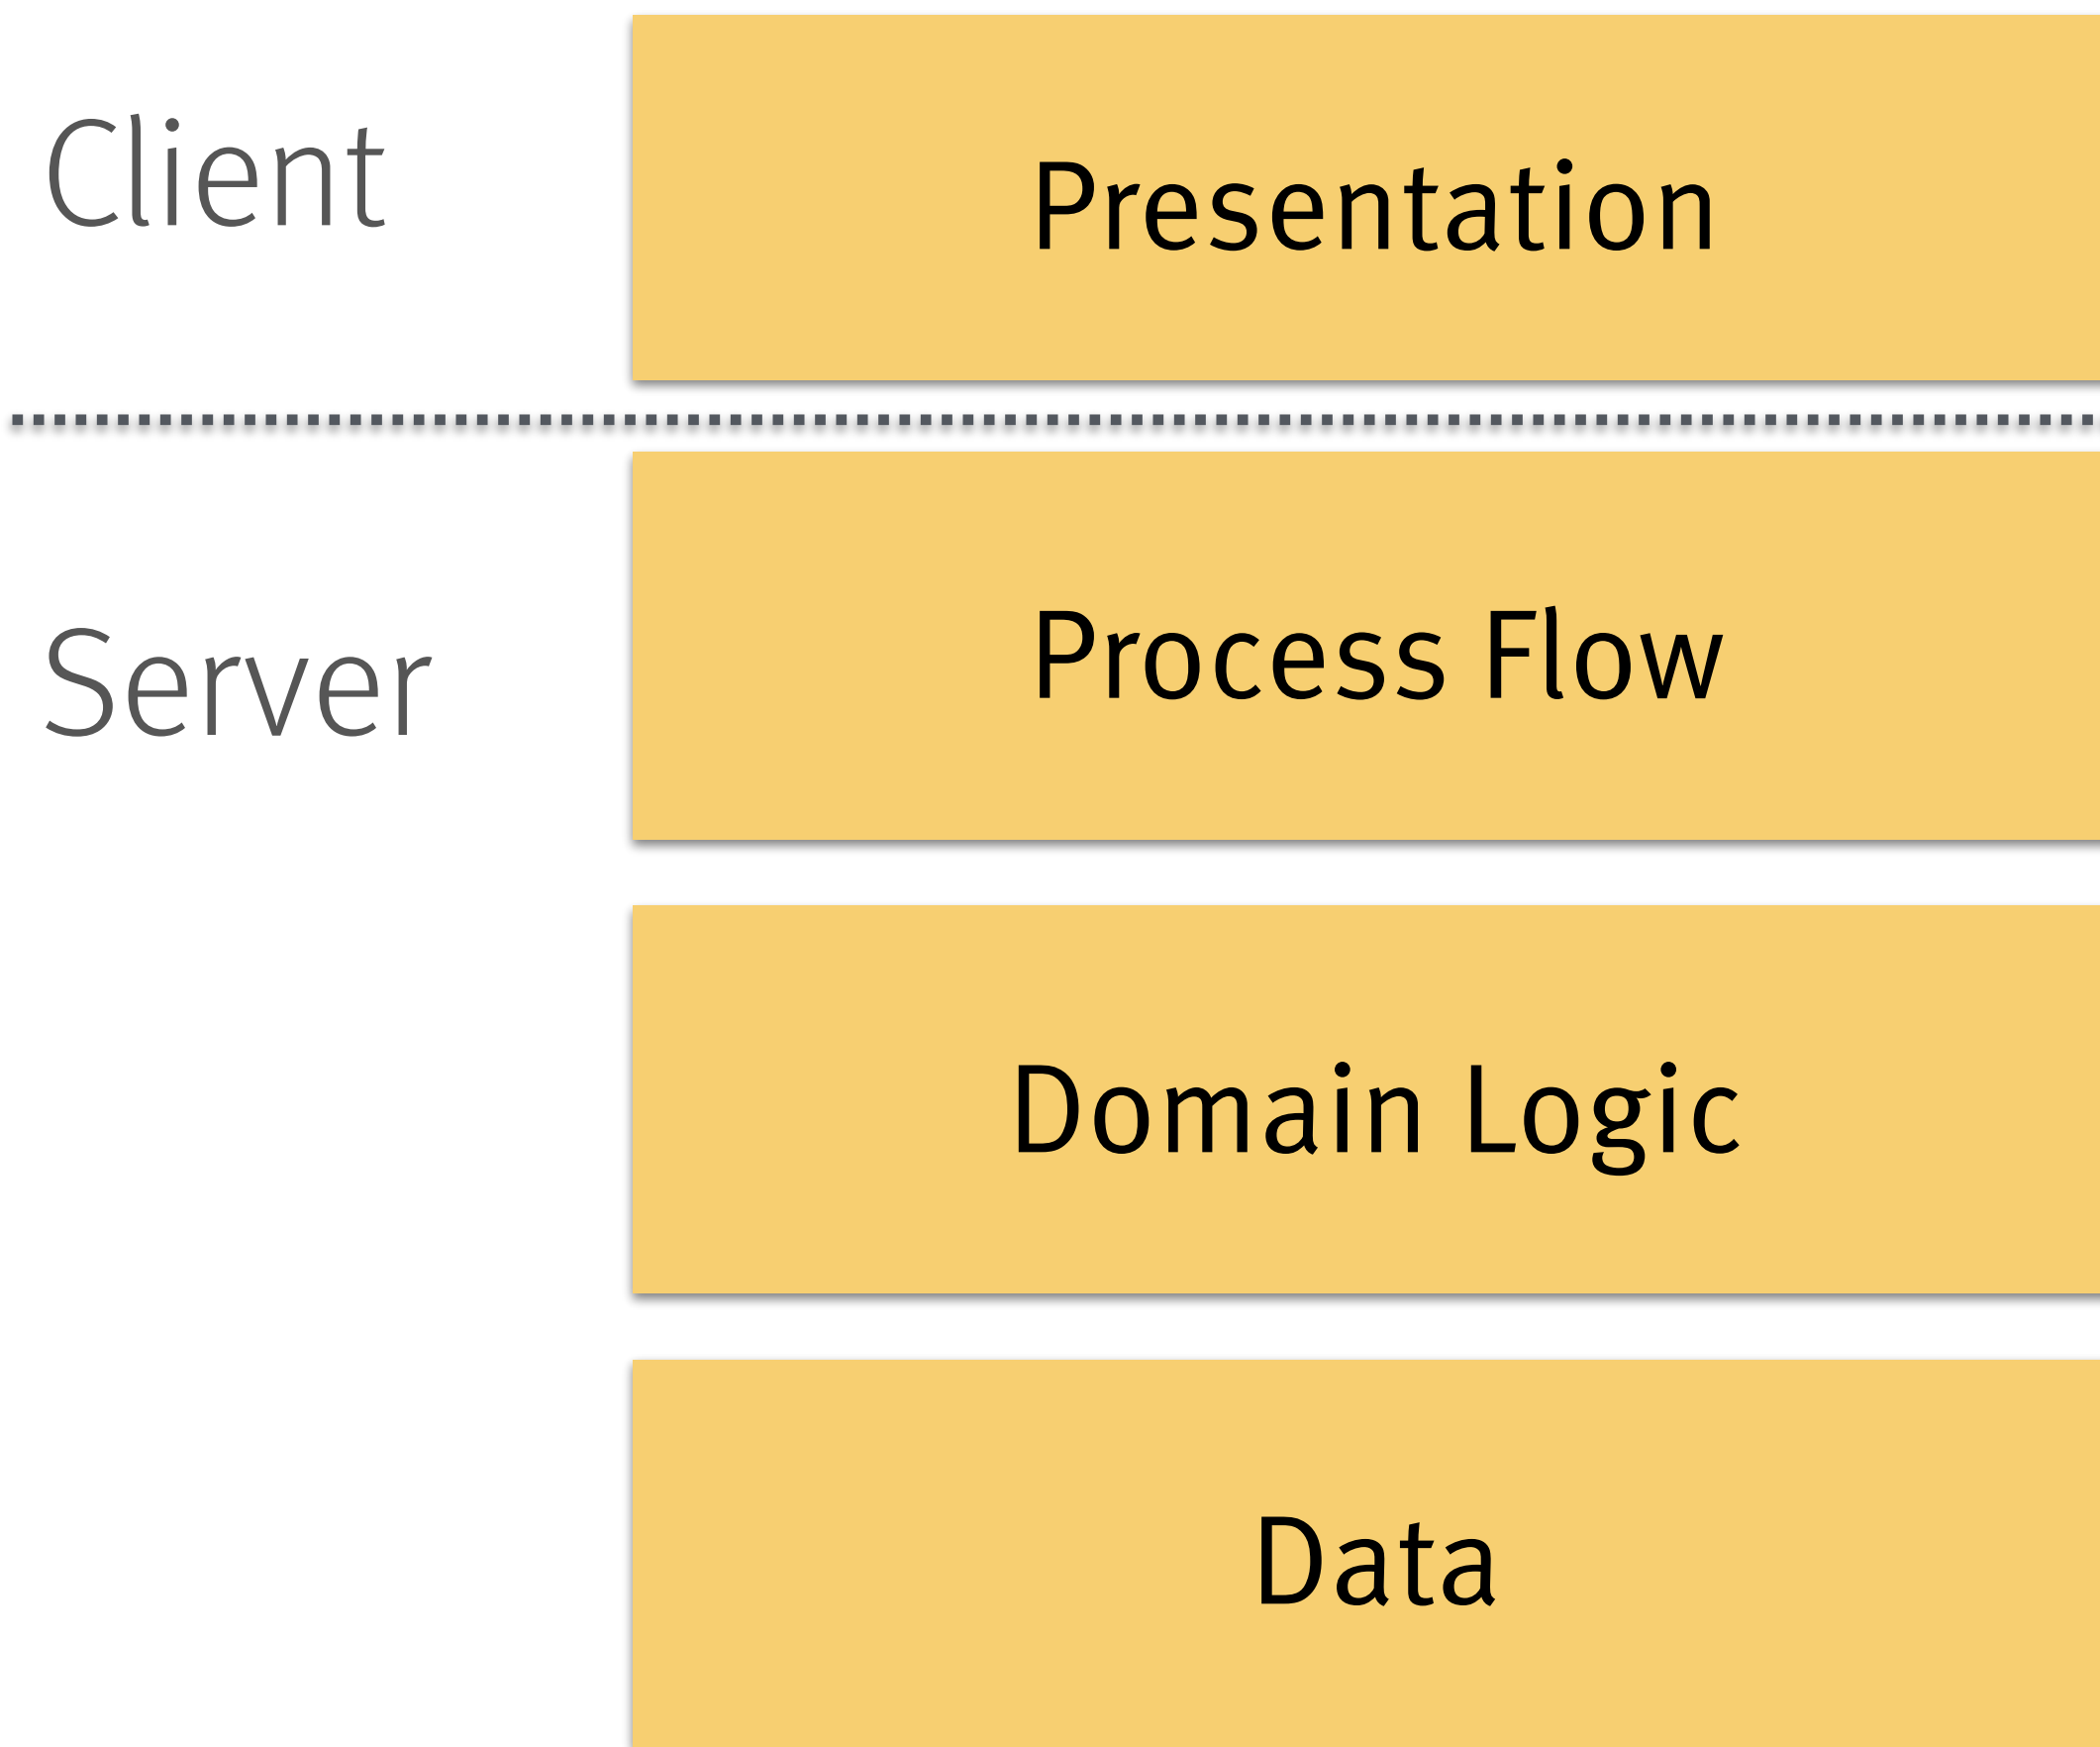 Client
Presentation
Server
Process Flow
Domain Logic
Data